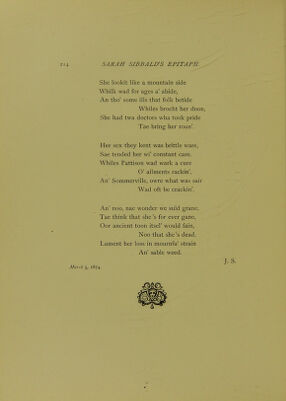 114 SARAH SIBBALD'S EPITAPH
She lookit like a mountain side
Whilk wad for ages a' abide,
An tho' some ills that folk betide
Whiles brocht her doon,
She had twa doctors wha took pride
Tae bring her roun'.
Her sex they kent was brittle ware,
Sae tended her wi' constant care.
Whiles Pattison wad wark a cure
O' ailments rackin'.
An' Sommerville, owre what was sair
Wad oft be crackin'.
An' noo, nae wonder we suld grane,
Tae think that she's for ever gane,
Oor ancient toon itsel' would fain,
Noo that she's dead.
Lament her loss in mournfu' strain
An' sable weed.
J. S.
March 5, 1874